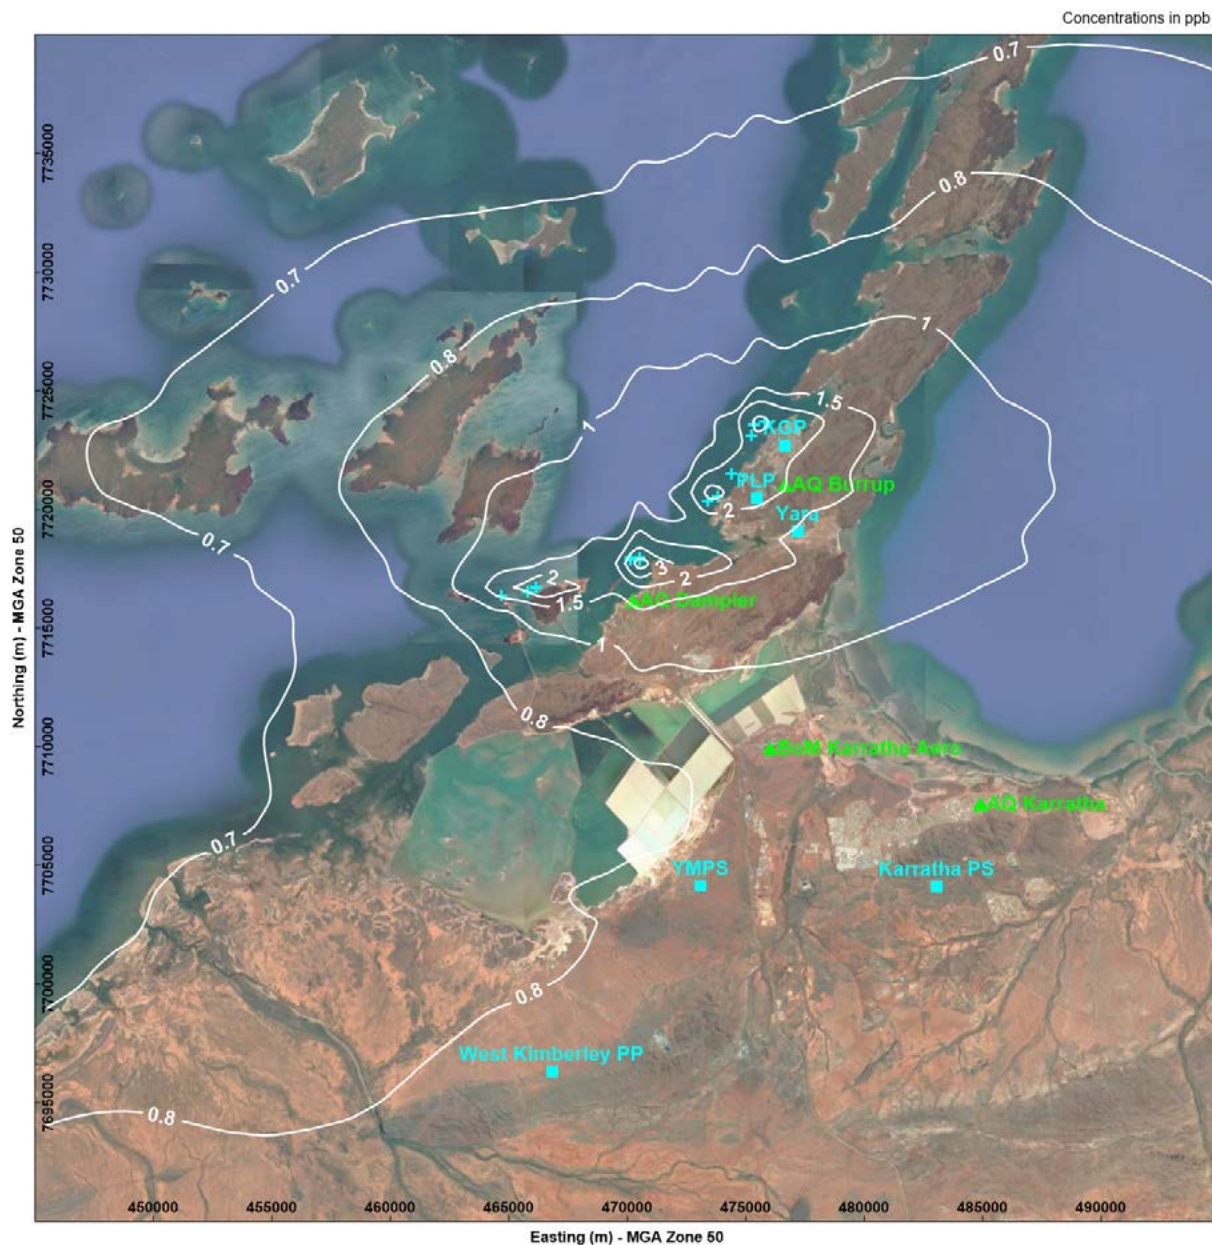 Concentrations in ppb
0.7
0.8
0.7
0.8
1
1
1.5
KGP
PLP
AQ Burrup
2
Yara
0.7
3
2
2
1.5
AQ Dampier
1
0.8
BoM Karratha Aero
AQ Karratha
0.7
YMPS
Karratha PS
0.8
West Kimberley PP
0.8
7735000
7730000
7725000
7720000
7715000
7710000
7705000
7700000
7695000
Northing (m) - MGA Zone 50
450000 455000 460000 465000 470000 475000 480000 485000 490000
Easting (m) - MGA Zone 50